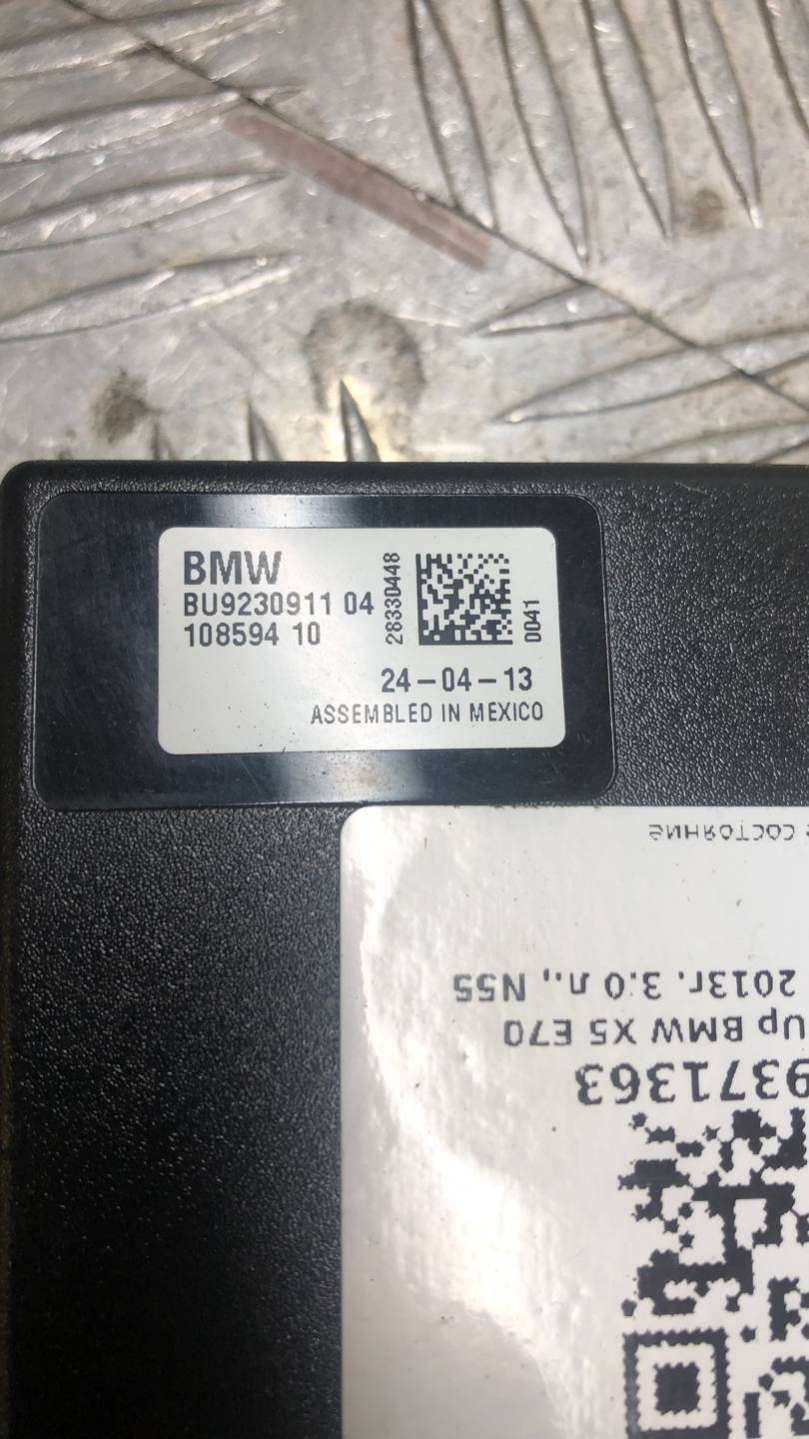 BMW
BU9230911 04
108594 10
28330448
0041
24-04-13
ASSEMBLED IN MEXICO
9371363
Up BMW X5 E70
2013г. 3.0 л., N55
состояние